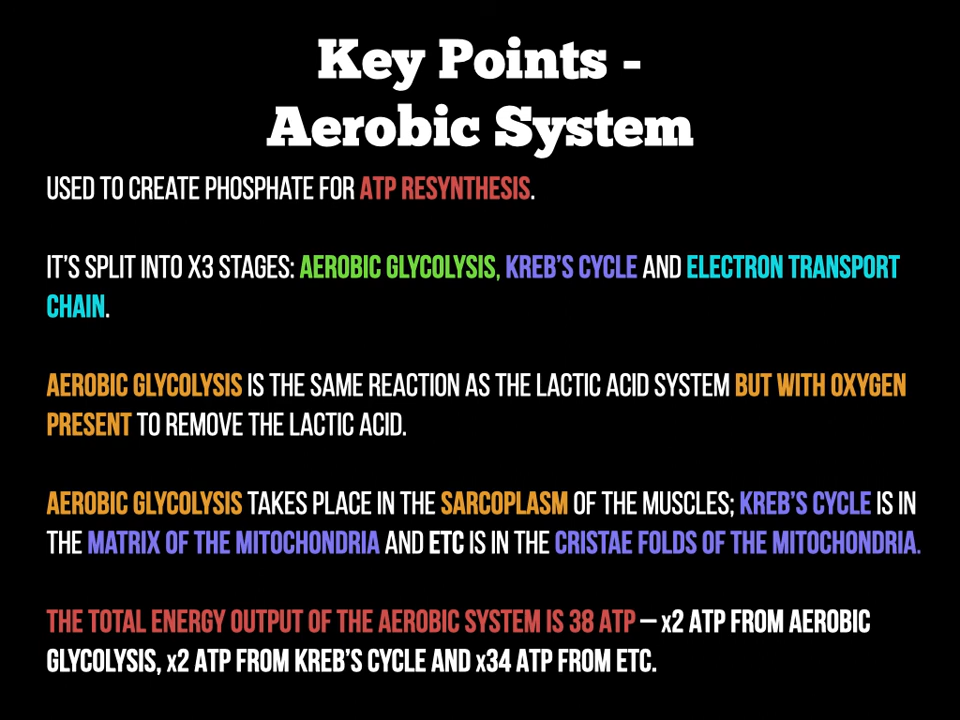 Key Points -
Aerobic System
USED TO CREATE PHOSPHATE FOR ATP RESYNTHESIS.
IT'S SPLIT INTO X3 STAGES: AEROBIC GLYCOLYSIS, KREB'S CYCLE AND ELECTRON TRANSPORT
CHAIN.
AEROBIC GLYCOLYSIS IS THE SAME REACTION AS THE LACTIC ACID SYSTEM BUT WITH OXYGEN
PRESENT TO REMOVE THE LACTIC ACID.
AEROBIC GLYCOLYSIS TAKES PLACE IN THE SARCOPLASM OF THE MUSCLES; KREB'S CYCLE IS IN
THE MATRIX OF THE MITOCHONDRIA AND ETC IS IN THE CRISTAE FOLDS OF THE MITOCHONDRIA.
THE TOTAL ENERGY OUTPUT OF THE AEROBIC SYSTEM IS 38 ATP – x2 ATP FROM AEROBIC
GLYCOLYSIS, x2 ATP FROM KREB'S CYCLE AND x34 ATP FROM ETC.